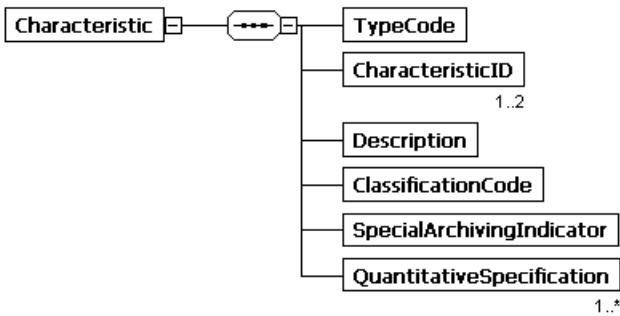 Characteristic
TypeCode
CharacteristicID
1..2
Description
ClassificationCode
SpecialArchivingIndicator
QuantitativeSpecification
1..*